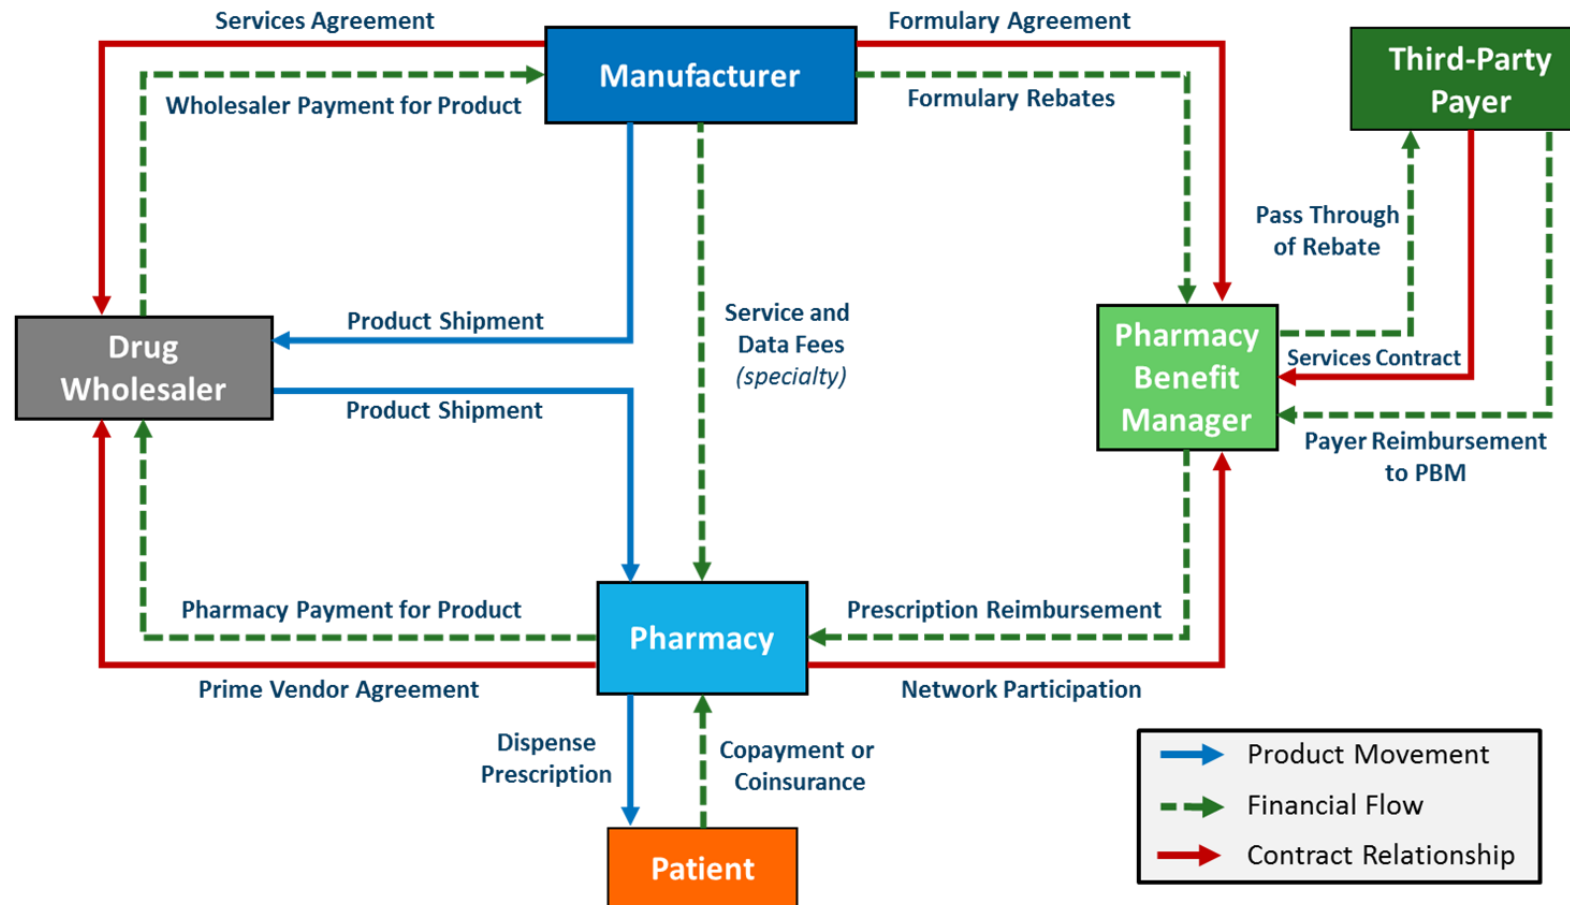 Services Agreement
Formulary Agreement
Manufacturer
Third-Party
Payer
Wholesaler Payment for Product
Formulary Rebates
Pass Through
of Rebate
Product Shipment
Service and
Data Fees
(specialty)
Drug
Wholesaler
Pharmacy
Benefit
Manager
Services Contract
Product Shipment
Payer Reimbursement
to PBM
Pharmacy Payment for Product
Pharmacy
Prescription Reimbursement
Prime Vendor Agreement
Network Participation
Dispense
Prescription
Copayment or
Coinsurance
Patient
Product Movement
Financial Flow
Contract Relationship